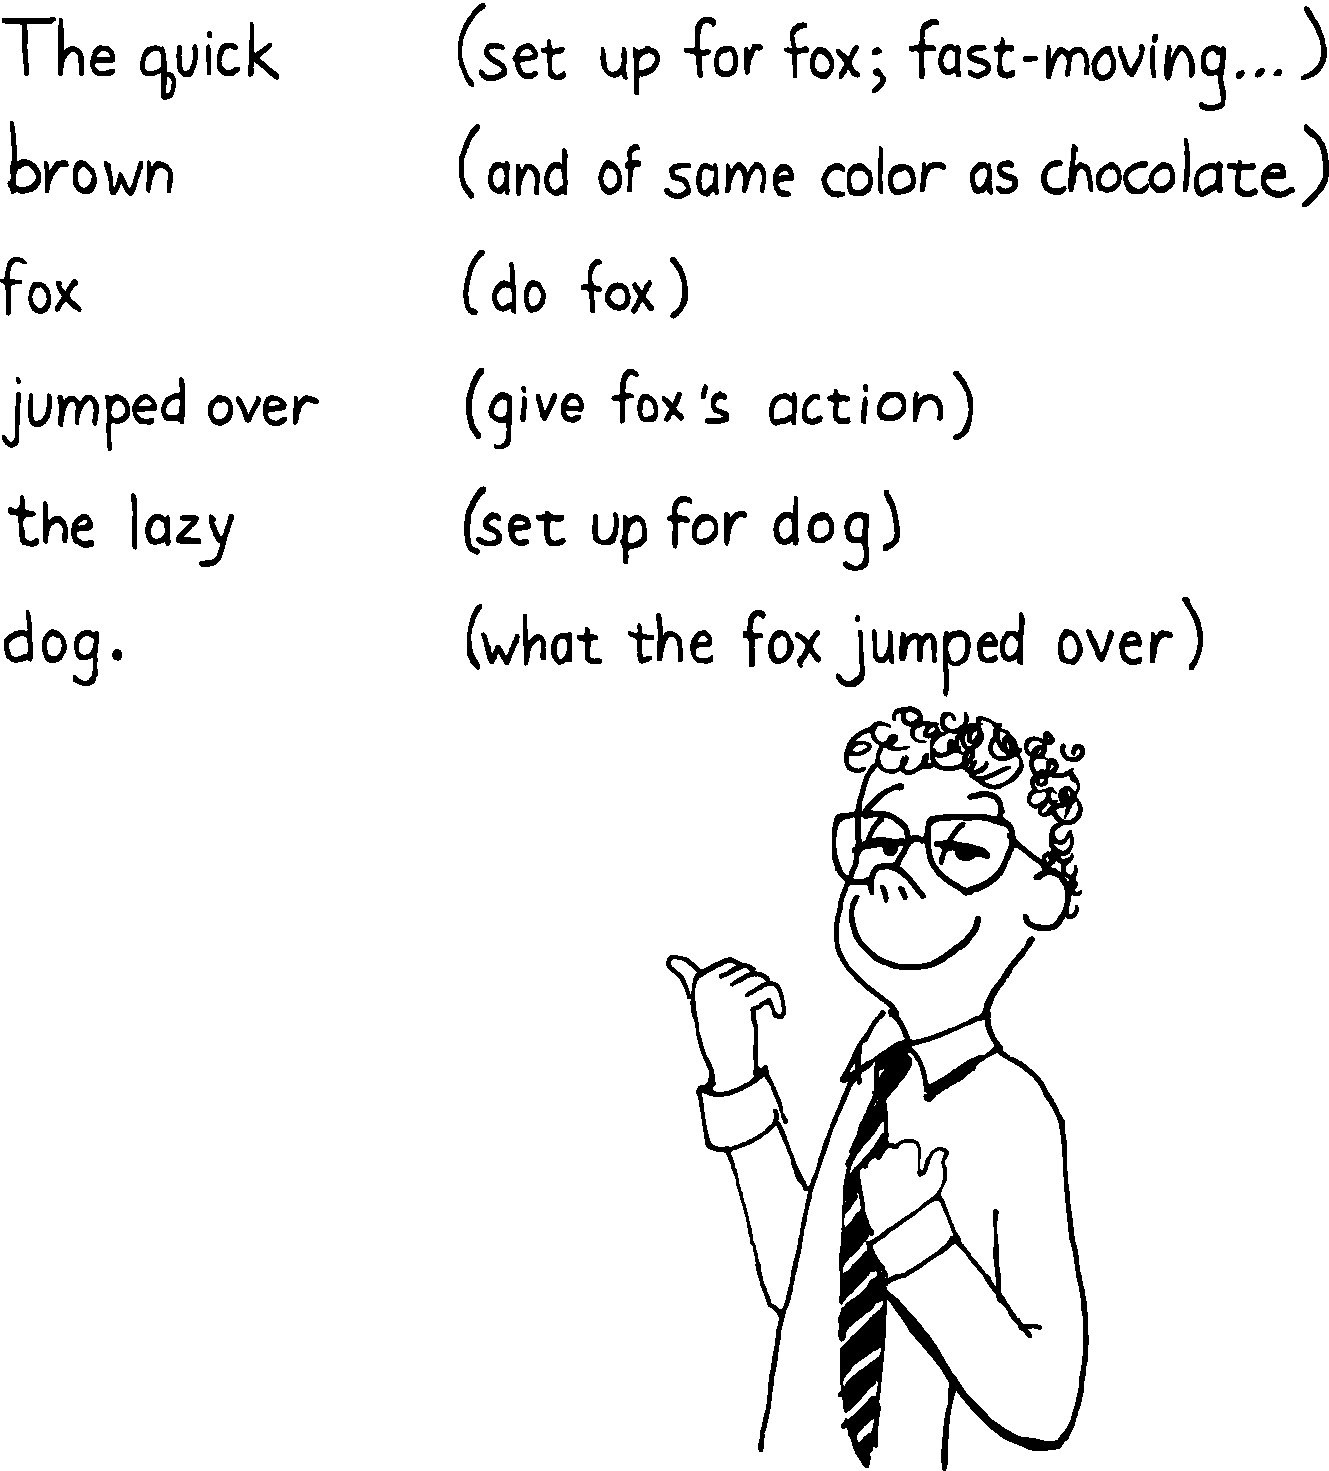 The quick (set up for fox; fast-moving...)
brown (and of same color as chocolate)
fox (do fox)
jumped over (give fox's action)
the lazy (set up for dog)
dog. (what the fox jumped over)